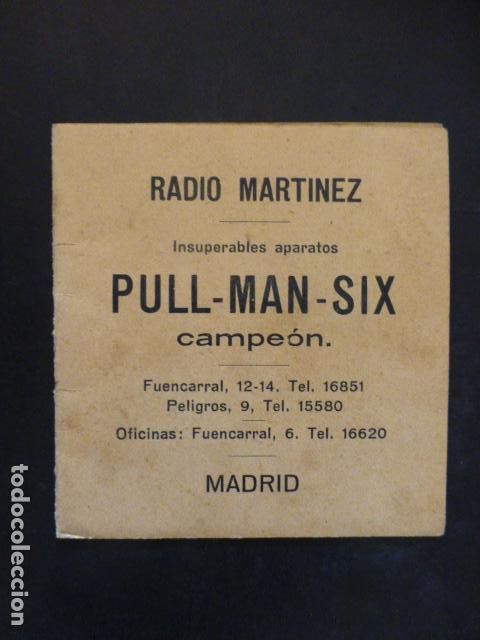 RADIO MARTINEZ
Insuperables aparatos
PULL-MAN-SIX
campeón.
Fuencarral, 12-14. Tel. 16851
Peligros, 9, Tel. 15580
Oficinas: Fuencarral, 6. Tel. 16620
MADRID
todocoleccion